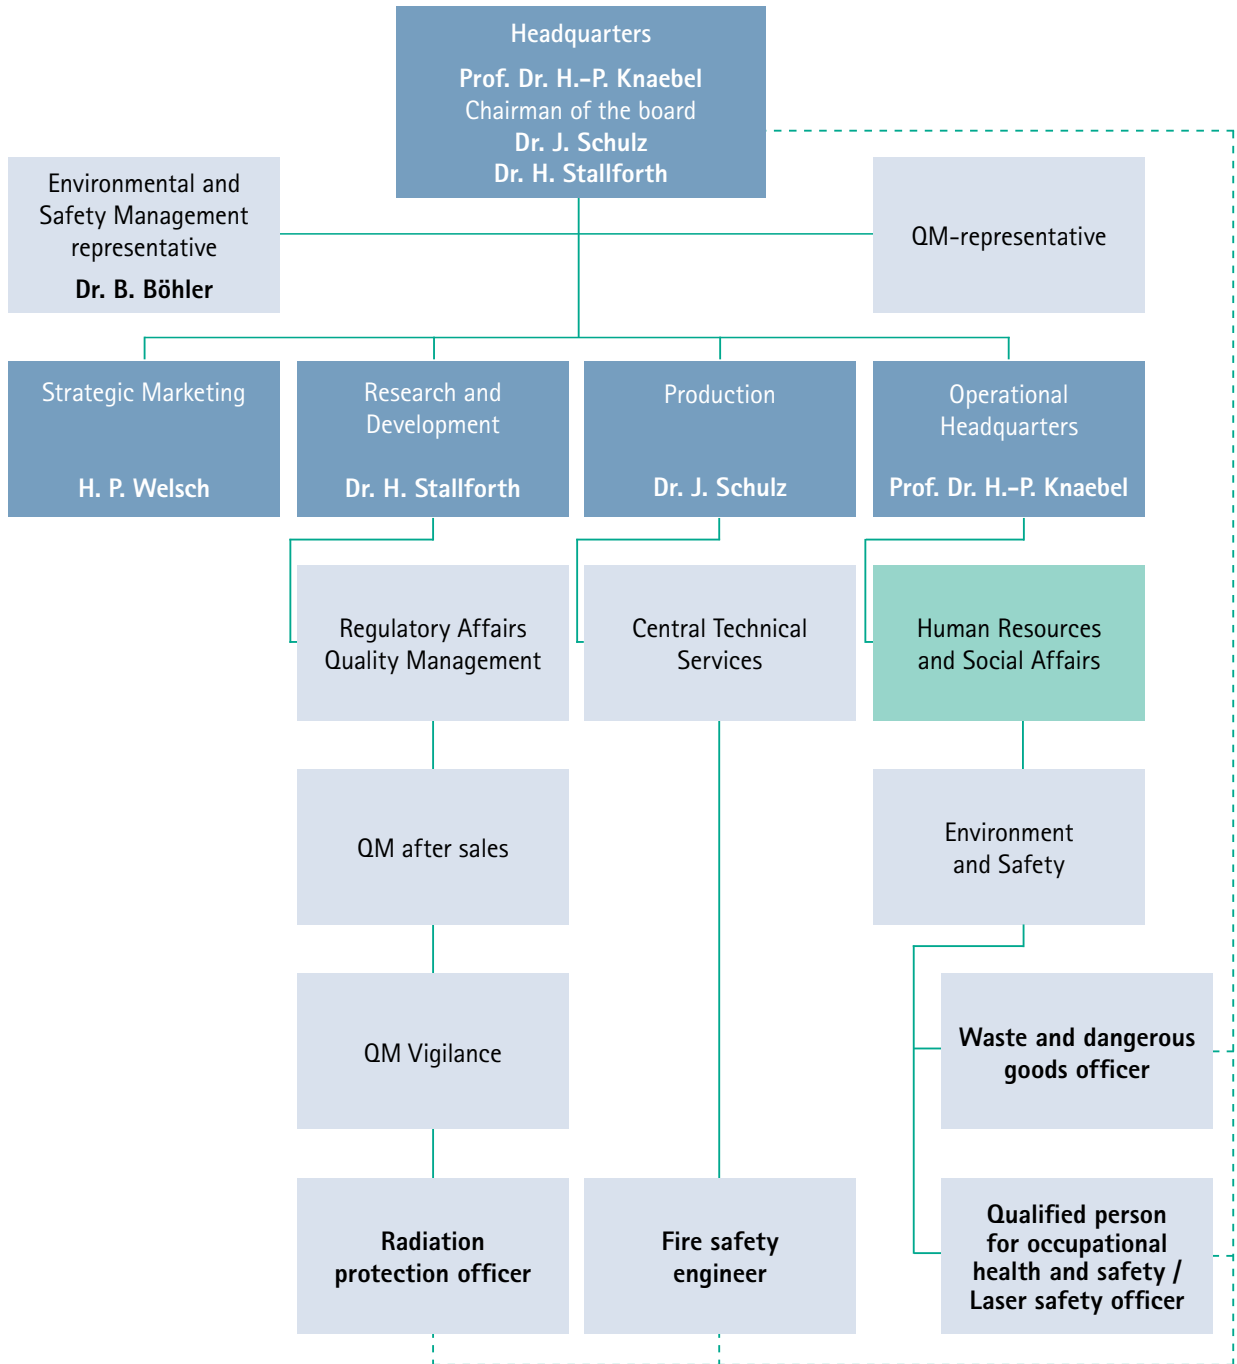 Headquarters
Prof. Dr. H.-P. Knaebel
Chairman of the board
Dr. J. Schulz
Dr. H. Stallforth
Environmental and
Safety Management
representative
Dr. B. Böhler
QM-representative
Strategic Marketing
H. P. Welsch
Research and
Development
Dr. H. Stallforth
Production
Dr. J. Schulz
Operational
Headquarters
Prof. Dr. H.-P. Knaebel
Regulatory Affairs
Quality Management
Central Technical
Services
Human Resources
and Social Affairs
QM after sales
Environment
and Safety
QM Vigilance
Waste and dangerous
goods officer
Radiation
protection officer
Fire safety
engineer
Qualified person
for occupational
health and safety /
Laser safety officer